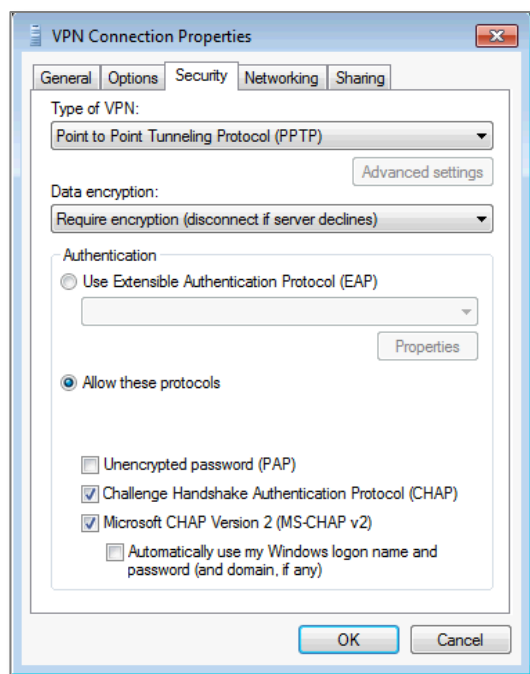 VPN Connection Properties
General Options Security Networking Sharing
Type of VPN:
Point to Point Tunneling Protocol (PPTP)
Advanced settings
Data encryption:
Require encryption (disconnect if server declines)
Authentication
Use Extensible Authentication Protocol (EAP)
Properties
Allow these protocols
Unencrypted password (PAP)
Challenge Handshake Authentication Protocol (CHAP)
Microsoft CHAP Version 2 (MS-CHAP v2)
Automatically use my Windows logon name and
password (and domain, if any)
OK Cancel